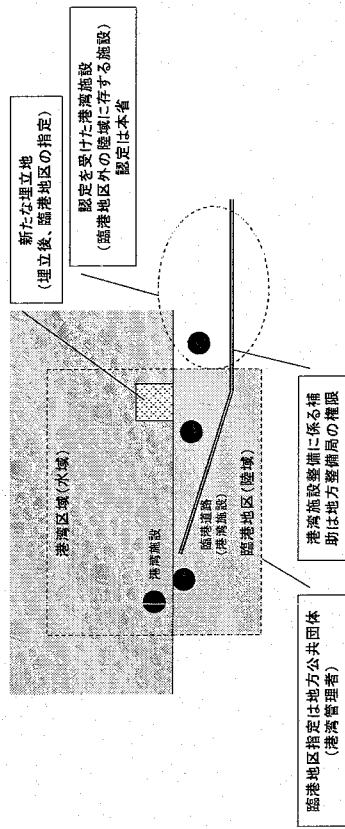 新たな埋立地
(埋立後、臨港地区の指定)
認定を受けた港湾施設
(臨港地区外の陸域に存する施設)
認定は本省
港湾区域(水域)
港湾施設
臨港道路
(港湾施設)
臨港地区(陸域)
港湾施設整備に係る補
助は地方整備局の権限
臨港地区指定は地方公共団体
(港湾管理者)